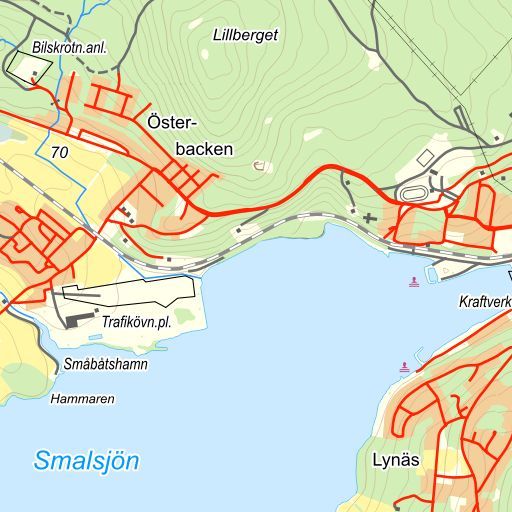 Lillberget
Bilskrotn.anl.
Öster-
backen
70
Kraftverk
Trafikövn.pl.
Småbåtshamn
Hammaren
Smalsjön
Lynäs